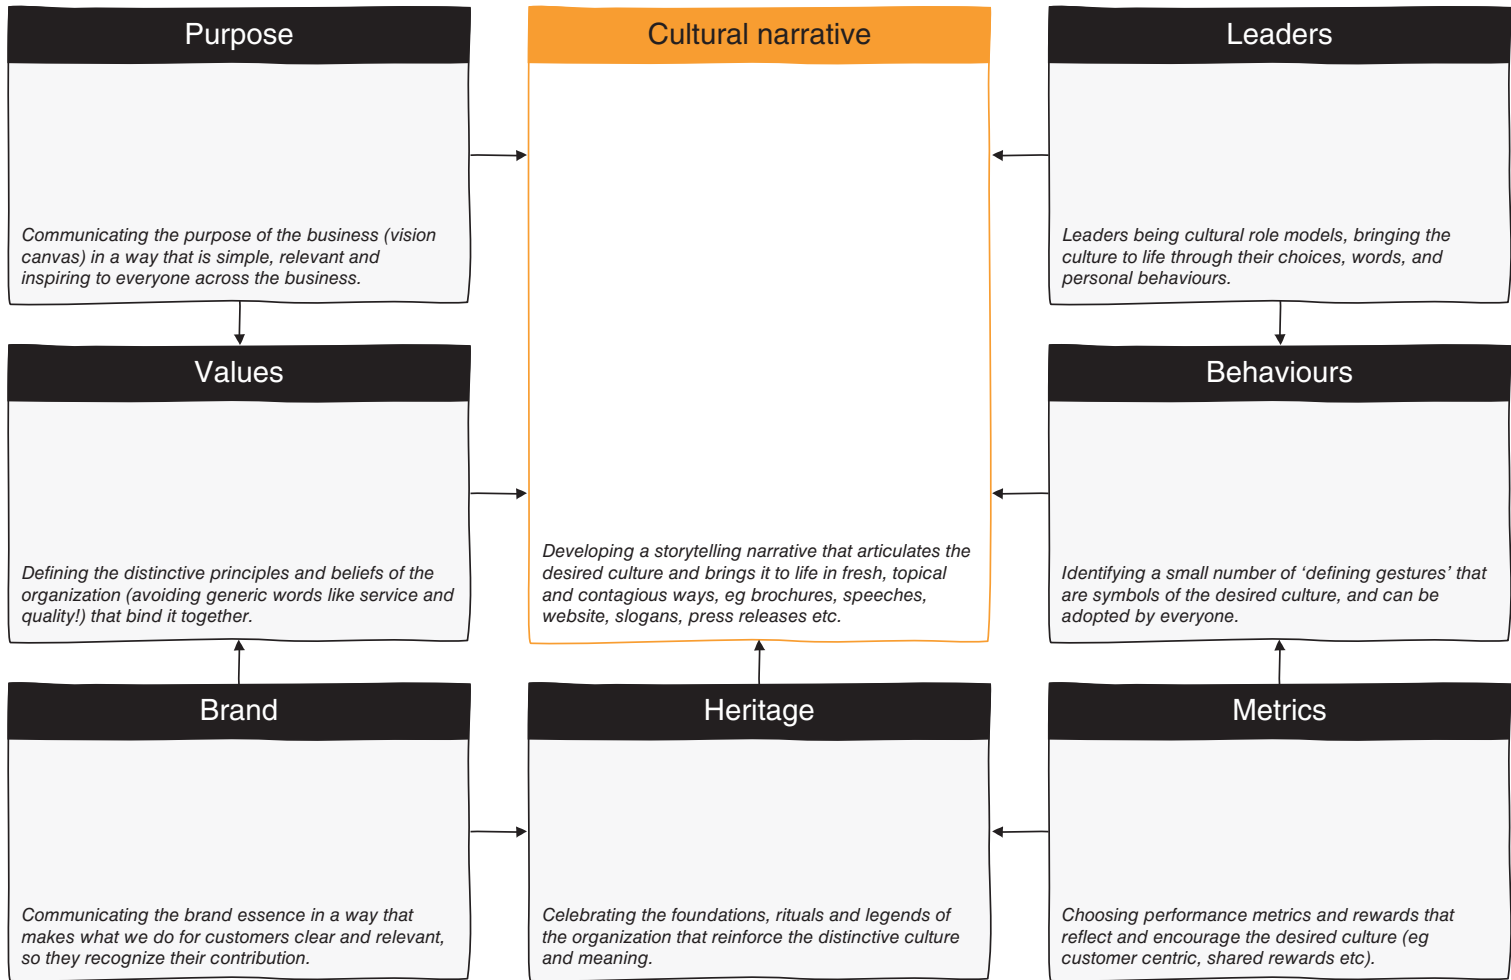 Purpose
Communicating the purpose of the business (vision
canvas) in a way that is simple, relevant and
inspiring to everyone across the business.
Cultural narrative
Developing a storytelling narrative that articulates the
desired culture and brings it to life in fresh, topical
and contagious ways, eg brochures, speeches,
website, slogans, press releases etc.
Leaders
Leaders being cultural role models, bringing the
culture to life through their choices, words, and
personal behaviours.
Values
Defining the distinctive principles and beliefs of the
organization (avoiding generic words like service and
quality!) that bind it together.
Behaviours
Identifying a small number of ‘defining gestures’ that
are symbols of the desired culture, and can be
adopted by everyone.
Brand
Communicating the brand essence in a way that
makes what we do for customers clear and relevant,
so they recognize their contribution.
Heritage
Celebrating the foundations, rituals and legends of
the organization that reinforce the distinctive culture
and meaning.
Metrics
Choosing performance metrics and rewards that
reflect and encourage the desired culture (eg
customer centric, shared rewards etc).